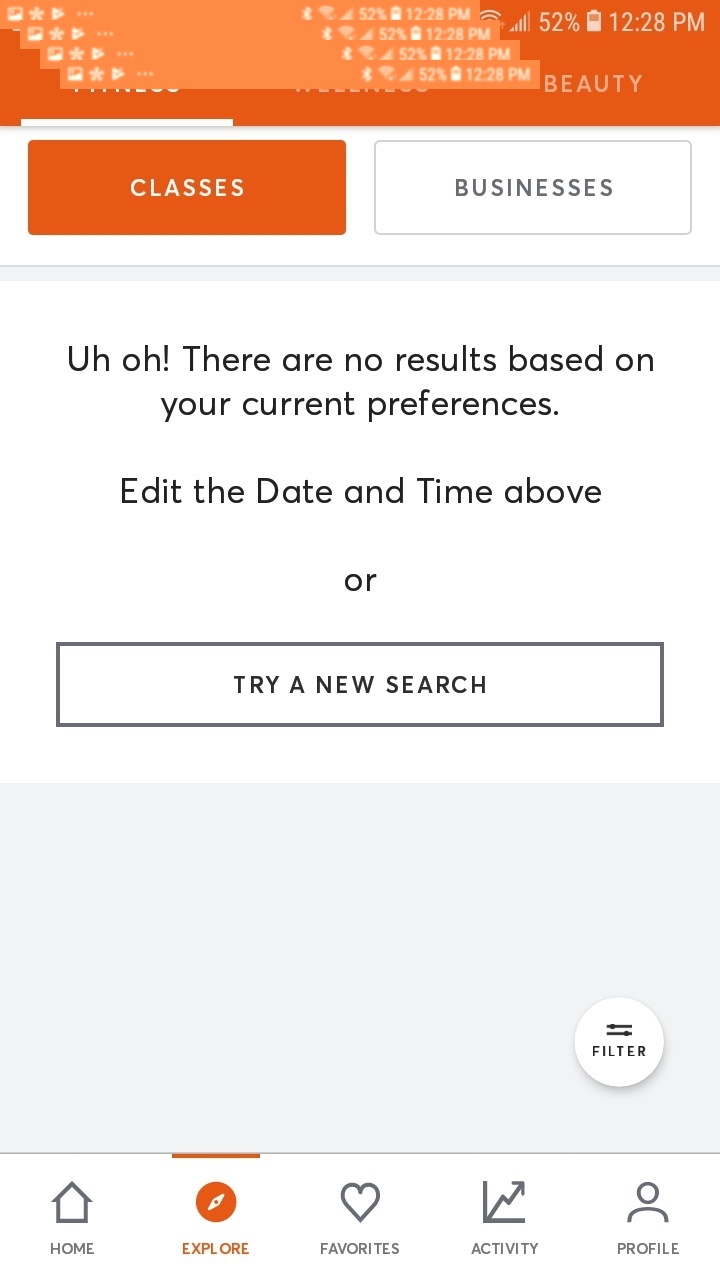 52% 12:28 PM
52% 12:28 PM
52% 12:28 PM
52% 12:28 PM
52% 12:28 PM
FITNESS WELLNESS BEAUTY
CLASSES BUSINESSES
Uh oh! There are no results based on
your current preferences.
Edit the Date and Time above
or
TRY A NEW SEARCH
FILTER
HOME EXPLORE FAVORITES ACTIVITY PROFILE